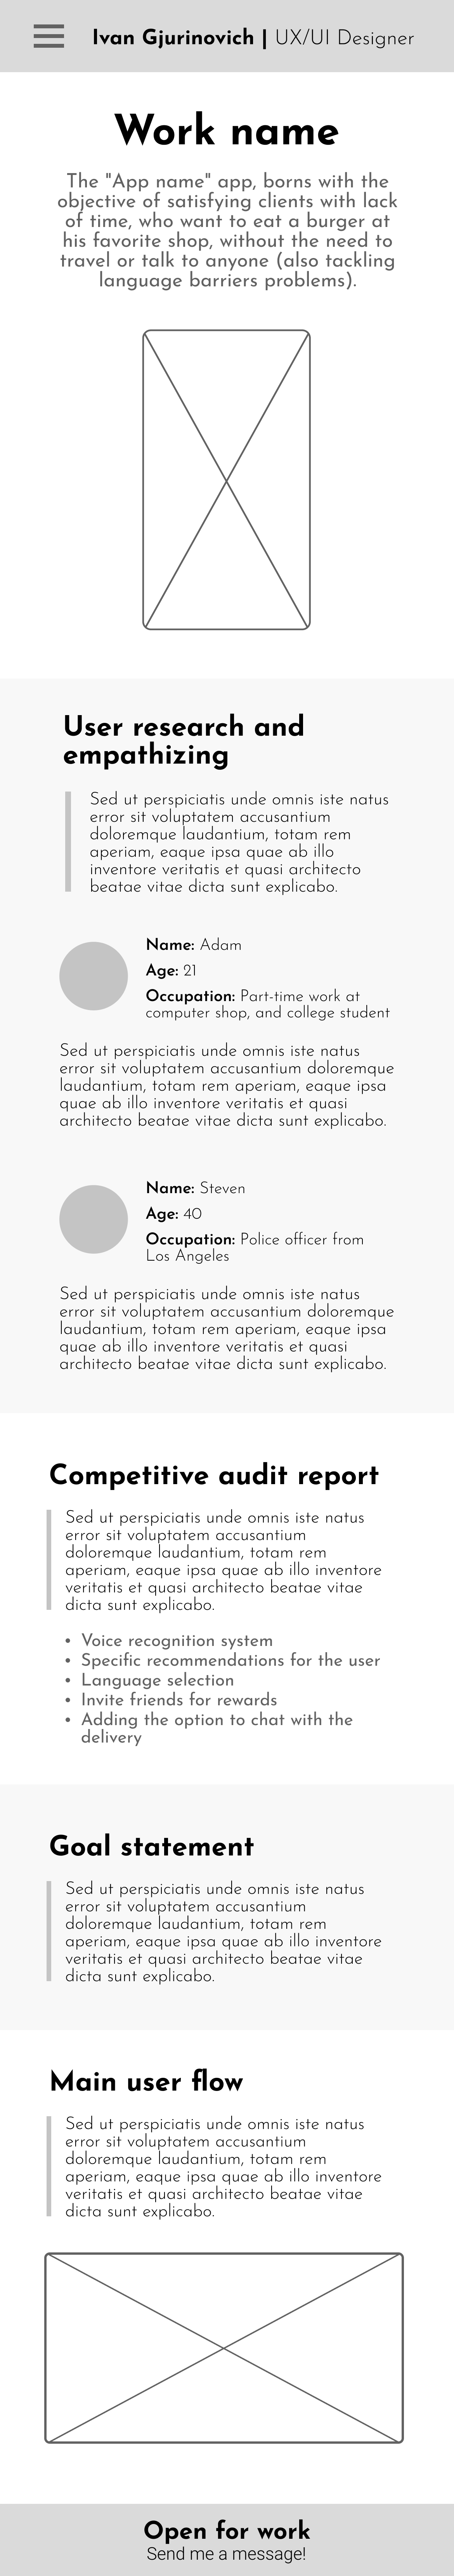 Ivan Gjurinovich | UX/UI Designer
Work name
The "App name" app, borns with the
objective of satisfying clients with lack
of time, who want to eat a burger at
his favorite shop, without the need to
travel or talk to anyone (also tackling
language barriers problems).
User research and
empathizing
Sed ut perspiciatis unde omnis iste natus
error sit voluptatem accusantium
doloremque laudantium, totam rem
aperiam, eaque ipsa quae ab illo
inventore veritatis et quasi architecto
beatae vitae dicta sunt explicabo.
Name: Adam
Age: 21
Occupation: Part-time work at
computer shop, and college student
Sed ut perspiciatis unde omnis iste natus
error sit voluptatem accusantium doloremque
laudantium, totam rem aperiam, eaque ipsa
quae ab illo inventore veritatis et quasi
architecto beatae vitae dicta sunt explicabo.
Name: Steven
Age: 40
Occupation: Police officer from
Los Angeles
Sed ut perspiciatis unde omnis iste natus
error sit voluptatem accusantium doloremque
laudantium, totam rem aperiam, eaque ipsa
quae ab illo inventore veritatis et quasi
architecto beatae vitae dicta sunt explicabo.
Competitive audit report
Sed ut perspiciatis unde omnis iste natus
error sit voluptatem accusantium
doloremque laudantium, totam rem
aperiam, eaque ipsa quae ab illo inventore
veritatis et quasi architecto beatae vitae
dicta sunt explicabo.
• Voice recognition system
• Specific recommendations for the user
• Language selection
• Invite friends for rewards
• Adding the option to chat with the
delivery
Goal statement
Sed ut perspiciatis unde omnis iste natus
error sit voluptatem accusantium
doloremque laudantium, totam rem
aperiam, eaque ipsa quae ab illo inventore
veritatis et quasi architecto beatae vitae
dicta sunt explicabo.
Main user flow
Sed ut perspiciatis unde omnis iste natus
error sit voluptatem accusantium
doloremque laudantium, totam rem
aperiam, eaque ipsa quae ab illo inventore
veritatis et quasi architecto beatae vitae
dicta sunt explicabo.
Open for work
Send me a message!